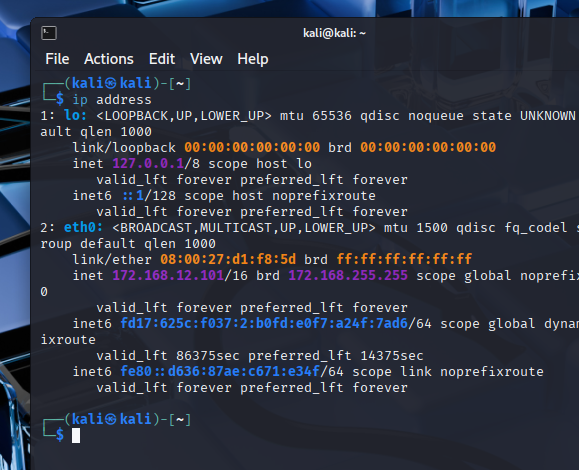 kali@kali: ~
File Actions Edit View Help
┌──(kali㉿kali)-[~]
└─$ ip address
1: lo: <LOOPBACK,UP,LOWER_UP> mtu 65536 qdisc noqueue state UNKNOWN
ault qlen 1000
link/loopback 00:00:00:00:00:00 brd 00:00:00:00:00:00
inet 127.0.0.1/8 scope host lo
valid_lft forever preferred_lft forever
inet6 ::1/128 scope host noprefixroute
valid_lft forever preferred_lft forever
2: eth0: <BROADCAST,MULTICAST,UP,LOWER_UP> mtu 1500 qdisc fq_codel s
roup default qlen 1000
link/ether 08:00:27:d1:f8:5d brd ff:ff:ff:ff:ff:ff
inet 172.168.12.101/16 brd 172.168.255.255 scope global noprefix
0
valid_lft forever preferred_lft forever
inet6 fd17:625c:f037:2:b0fd:e0f7:a24f:7ad6/64 scope global dynam
ixroute
valid_lft 86375sec preferred_lft 14375sec
inet6 fe80::d636:87ae:c671:e34f/64 scope link noprefixroute
valid_lft forever preferred_lft forever
┌──(kali㉿kali)-[~]
└─$